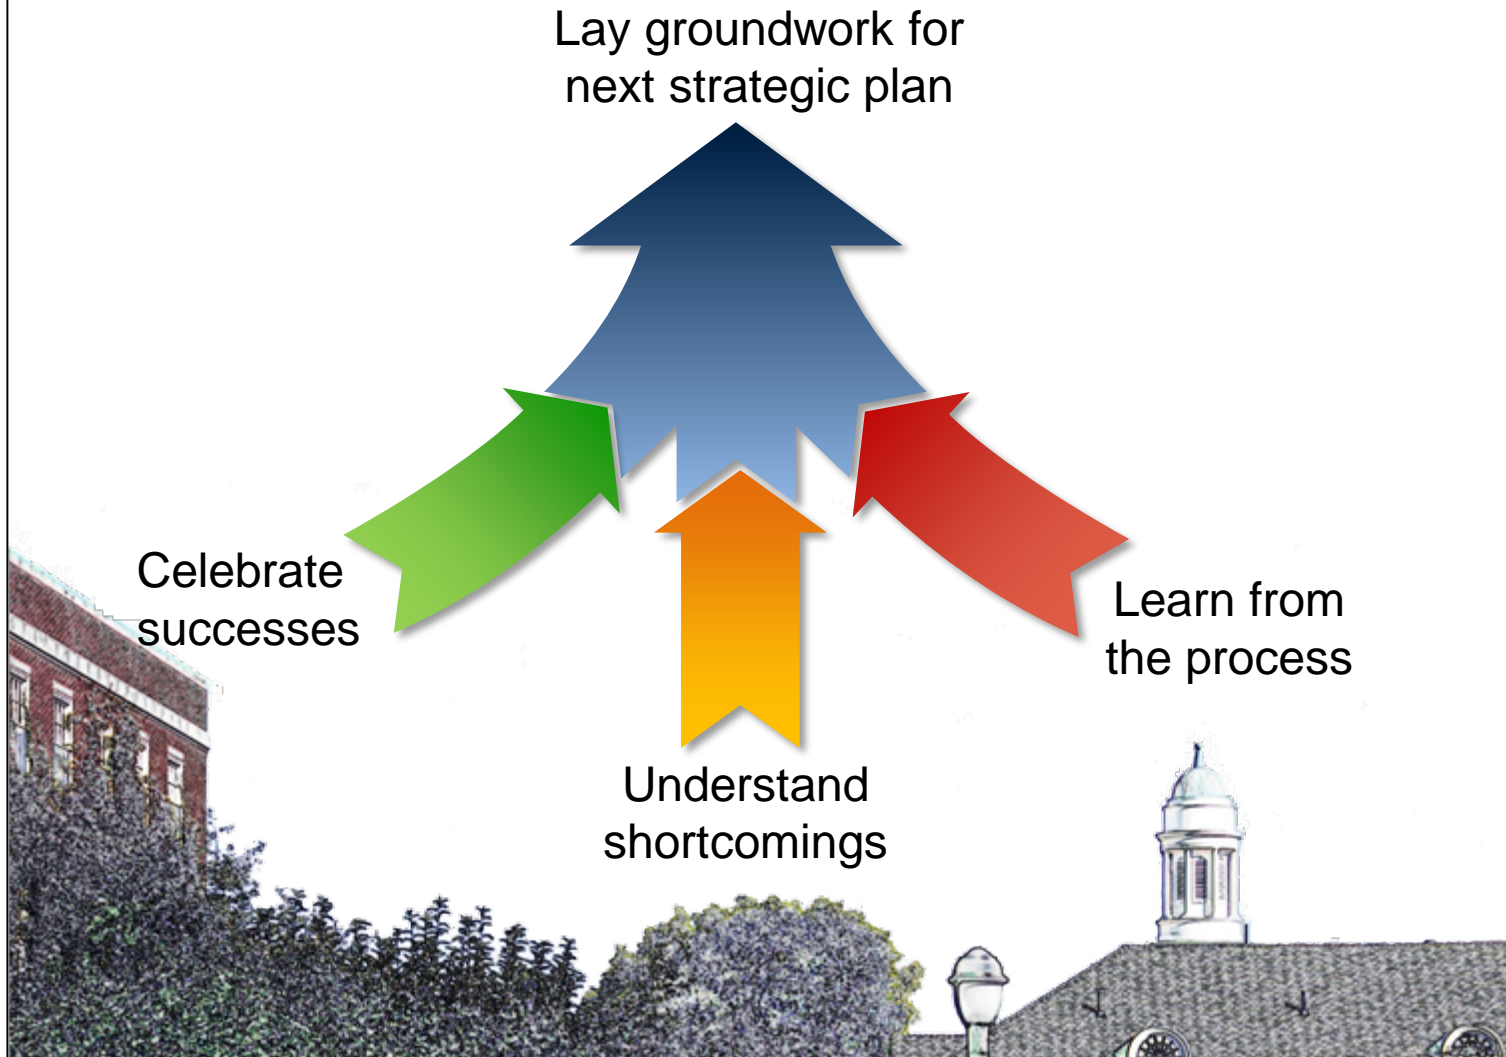 Lay groundwork for
next strategic plan
Celebrate
successes
Learn from
the process
Understand
shortcomings